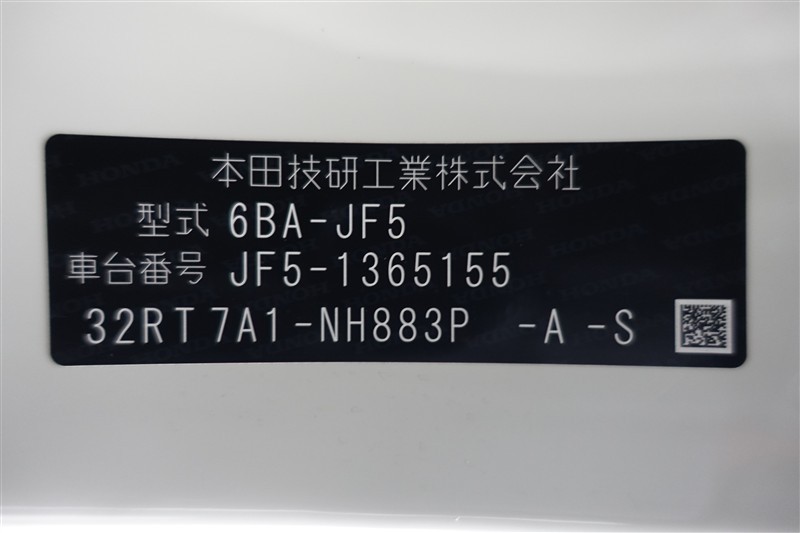 本田技研工業株式会社
型式 6BA-JF5
車台番号 JF5-1365155
32RT7A1-NH883P -A -S